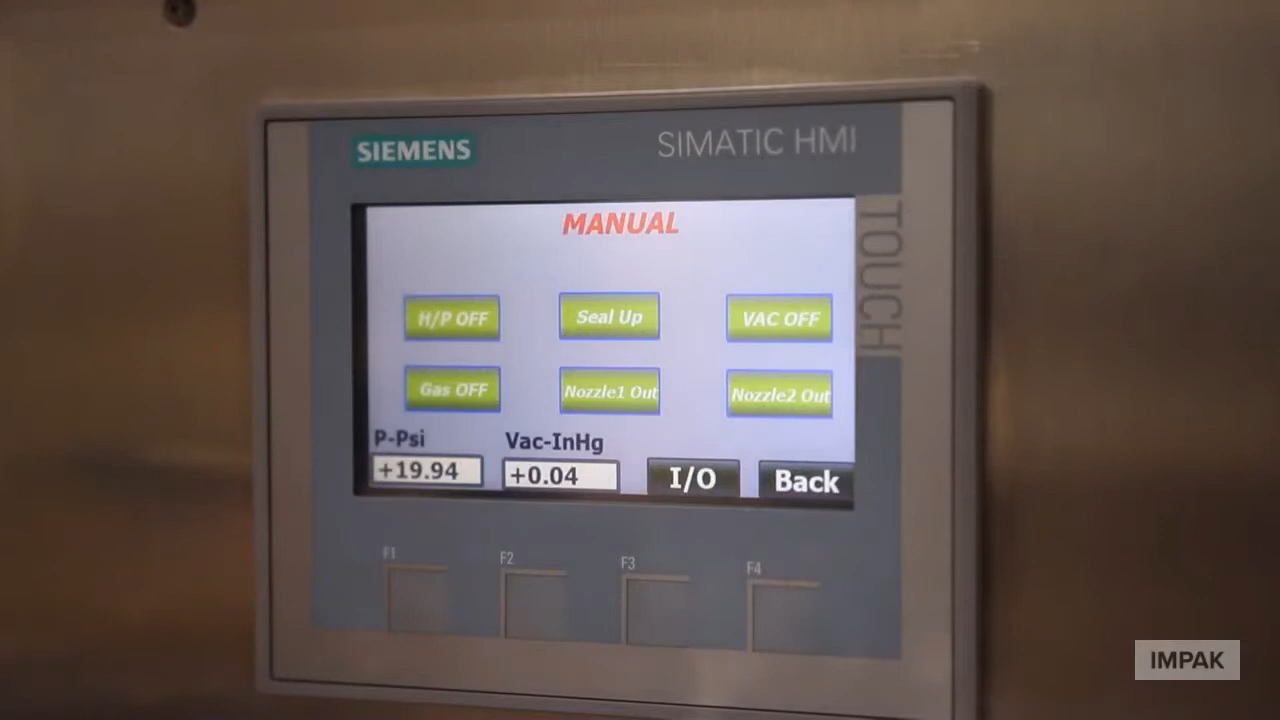 SIEMENS
SIMATIC HMI
TOUCH
MANUAL
H/P OFF
Seal Up
VAC OFF
Gas OFF
Nozzle1 Out
Nozzle2 Out
P-Psi
Vac-InHg
+19.94
+0.04
I/O
Back
F1
F2
F3
F4
IMPAK